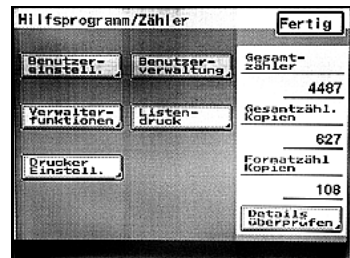 Hilfsprogramm/Zähler
Fertig
Benutzer-
einstell.
Benutzer-
verwaltung
Verwalter-
funktionen
Listen-
druck
Drucker
Einstell.
Gesamt-
zähler
4487
Gesamtzähl.
Kopien
627
Formatzähl
Kopien
108
Details
überprüfen